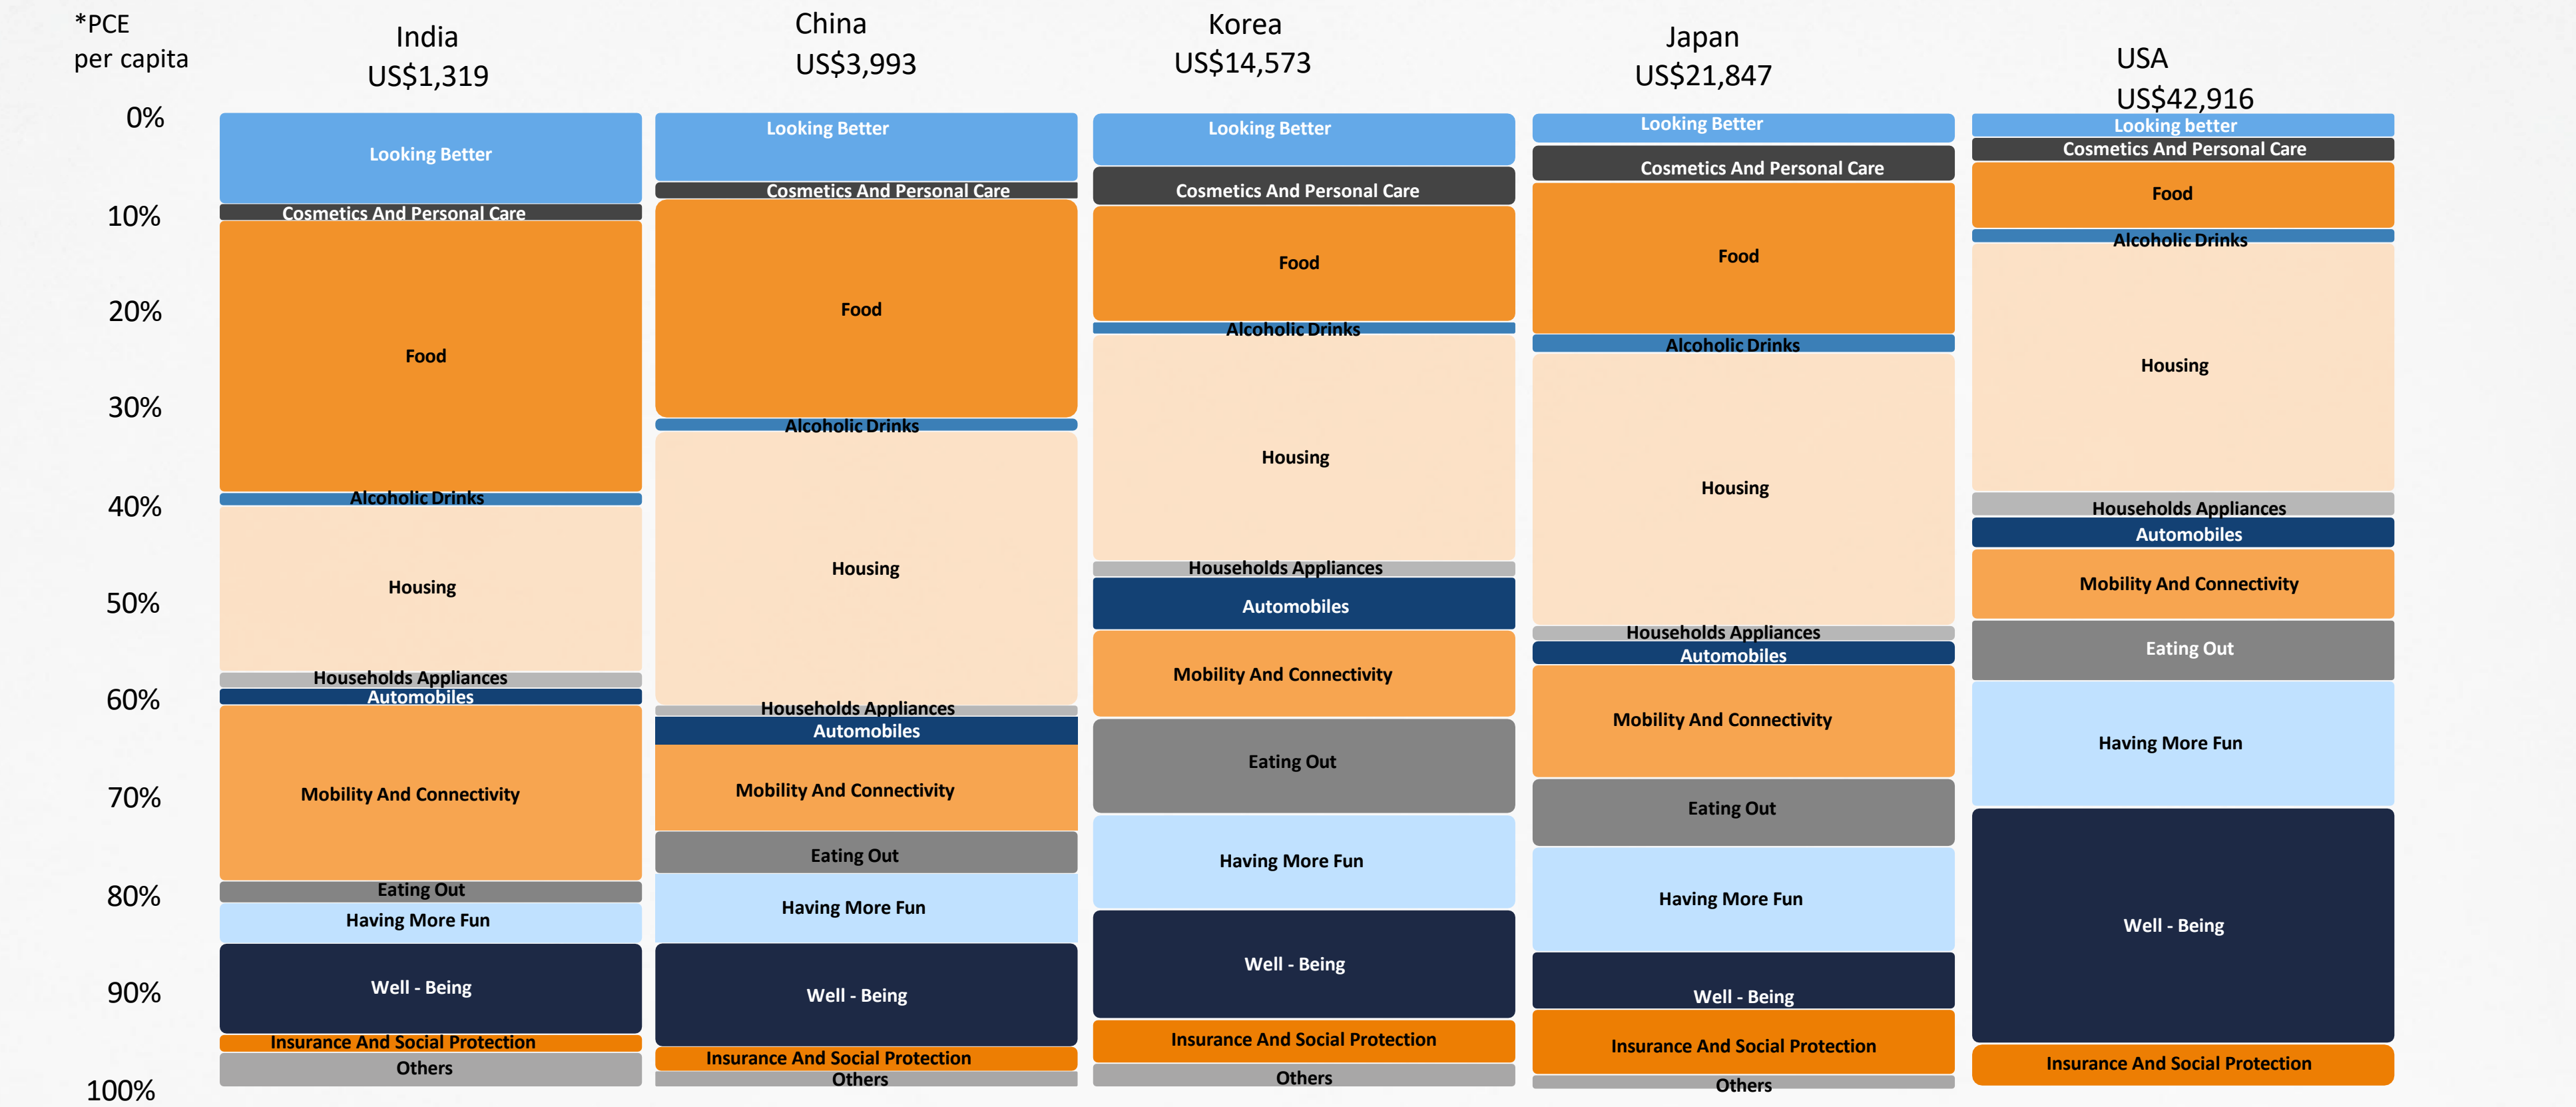 *PCE
per capita
India
US$1,319
China
US$3,993
Korea
US$14,573
Japan
US$21,847
USA
US$42,916
0%
10%
20%
30%
40%
50%
60%
70%
80%
90%
100%
Looking Better
Cosmetics And Personal Care
Food
Alcoholic Drinks
Housing
Households Appliances
Automobiles
Mobility And Connectivity
Eating Out
Having More Fun
Well - Being
Insurance And Social Protection
Others
Looking Better
Cosmetics And Personal Care
Food
Alcoholic Drinks
Housing
Households Appliances
Automobiles
Mobility And Connectivity
Eating Out
Having More Fun
Well - Being
Insurance And Social Protection
Others
Looking Better
Cosmetics And Personal Care
Food
Alcoholic Drinks
Housing
Households Appliances
Automobiles
Mobility And Connectivity
Eating Out
Having More Fun
Well - Being
Insurance And Social Protection
Others
Looking Better
Cosmetics And Personal Care
Food
Alcoholic Drinks
Housing
Households Appliances
Automobiles
Mobility And Connectivity
Eating Out
Having More Fun
Well - Being
Insurance And Social Protection
Others
Looking better
Cosmetics And Personal Care
Food
Alcoholic Drinks
Housing
Households Appliances
Automobiles
Mobility And Connectivity
Eating Out
Having More Fun
Well - Being
Insurance And Social Protection